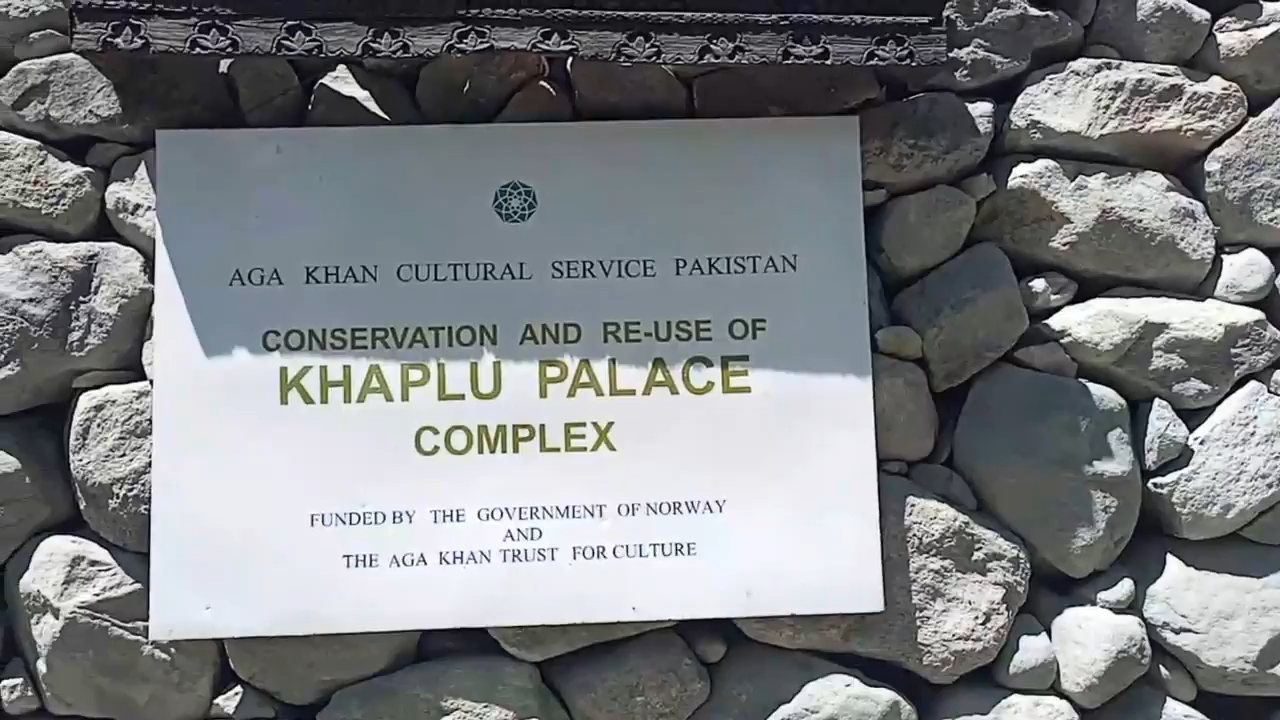 AGA KHAN CULTURAL SERVICE PAKISTAN
CONSERVATION AND RE-USE OF
KHAPLU PALACE
COMPLEX
FUNDED BY THE GOVERNMENT OF NORWAY
AND
THE AGA KHAN TRUST FOR CULTURE